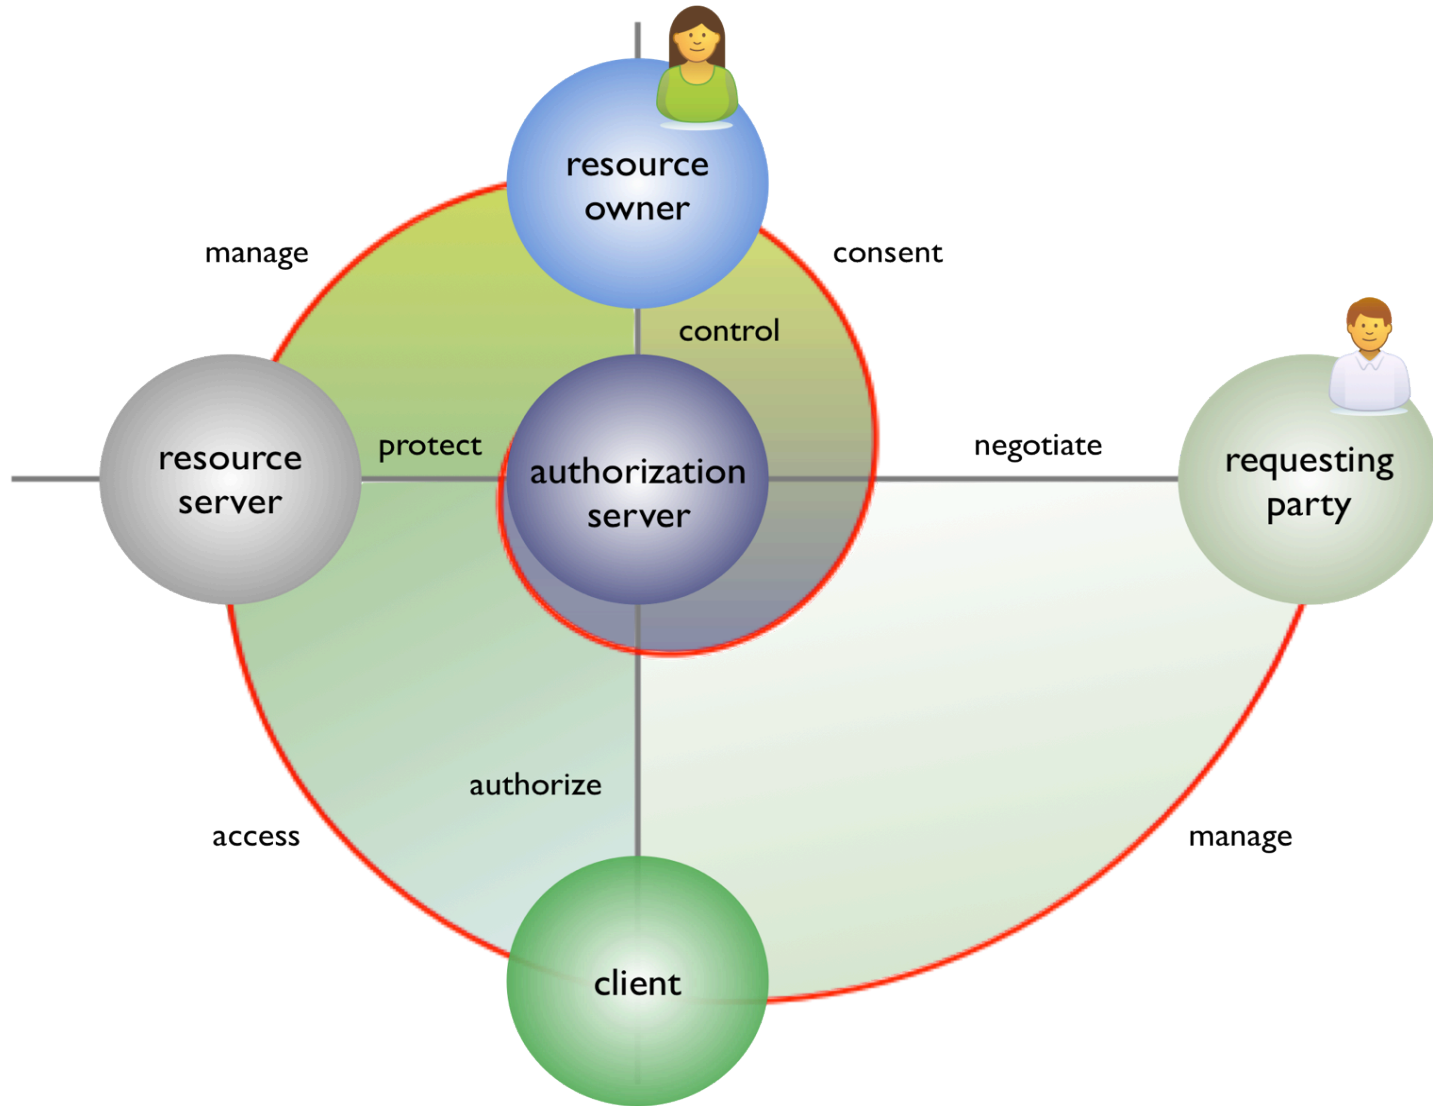 resource
owner
manage
consent
control
resource
server
protect
authorization
server
negotiate
requesting
party
authorize
access
manage
client